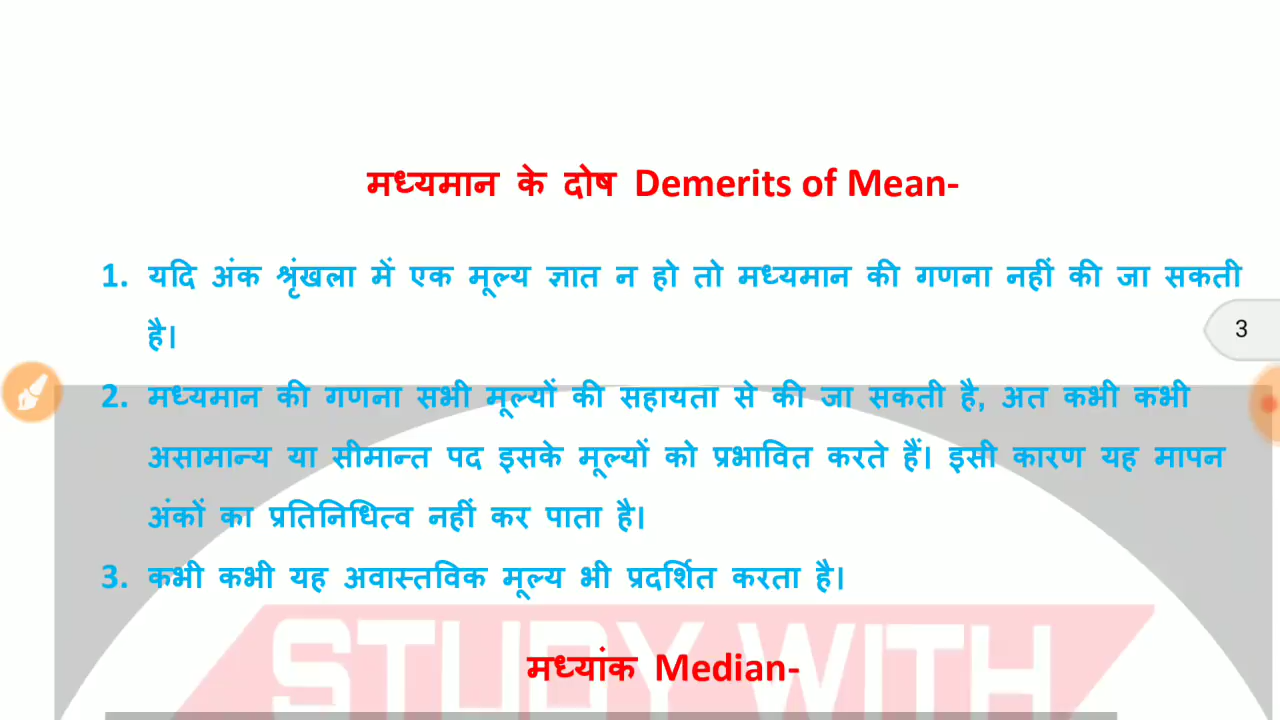 मध्यमान के दोष Demerits of Mean-
1. यदि अंक श्रृंखला में एक मूल्य ज्ञात न हो तो मध्यमान की गणना नहीं की जा सकती
है।
3
2. मध्यमान की गणना सभी मूल्यों की सहायता से की जा सकती है, अत कभी कभी
असामान्य या सीमान्त पद इसके मूल्यों को प्रभावित करते हैं। इसी कारण यह मापन
अंकों का प्रतिनिधित्व नहीं कर पाता है।
3. कभी कभी यह अवास्तविक मूल्य भी प्रदर्शित करता है।
STUDY WITH
मध्यांक Median-